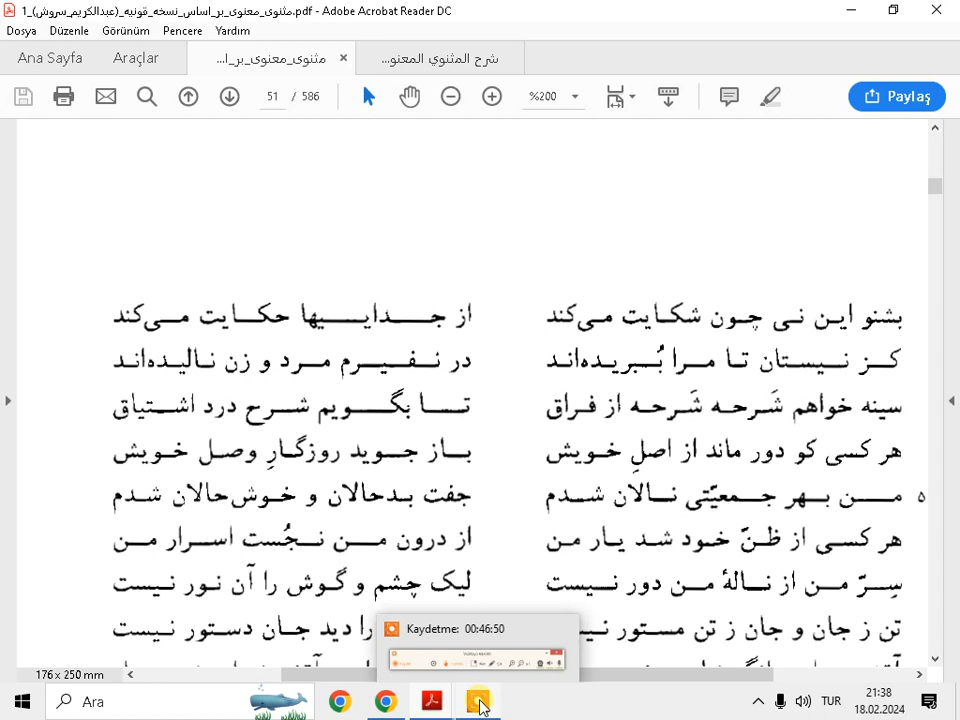 مثنوی_معنوی_بر_اساس_نسخه_قونیه_(عبدالکریم_سروش)_1.pdf - Adobe Acrobat Reader DC
Dosya Düzenle Görünüm Pencere Yardım
Ana Sayfa Araçlar مثنوی_معنوی_بر_ا... × شرح المثنوي المعنو...
51 / 586 %200 Paylaş
بشنو این نی چون شکایت می‌کند از جداییها حکایت می‌کند
کز نیستان تا مرا بُبریده‌اند در نفیرم مرد و زن نالیده‌اند
سینه خواهم شَرحه شَرحه از فراق تا بگویم شرح درد اشتیاق
هر کسی کو دور ماند از اصلِ خویش باز جوید روزگارِ وصل خویش
۵ من بهر جمعیّتی نالان شدم جفت بدحالان و خوش‌حالان شدم
هر کسی از ظنّ خود شد یار من از درون من نجُست اسرار من
سِرّ من از نالهٔ من دور نیست لیک چشم و گوش را آن نور نیست
تن ز جان و جان ز تن مستور را دید جان دستور نیست
Kaydetme: 00:46:50
176 x 250 mm
Ara
TUR
21:38
18.02.2024